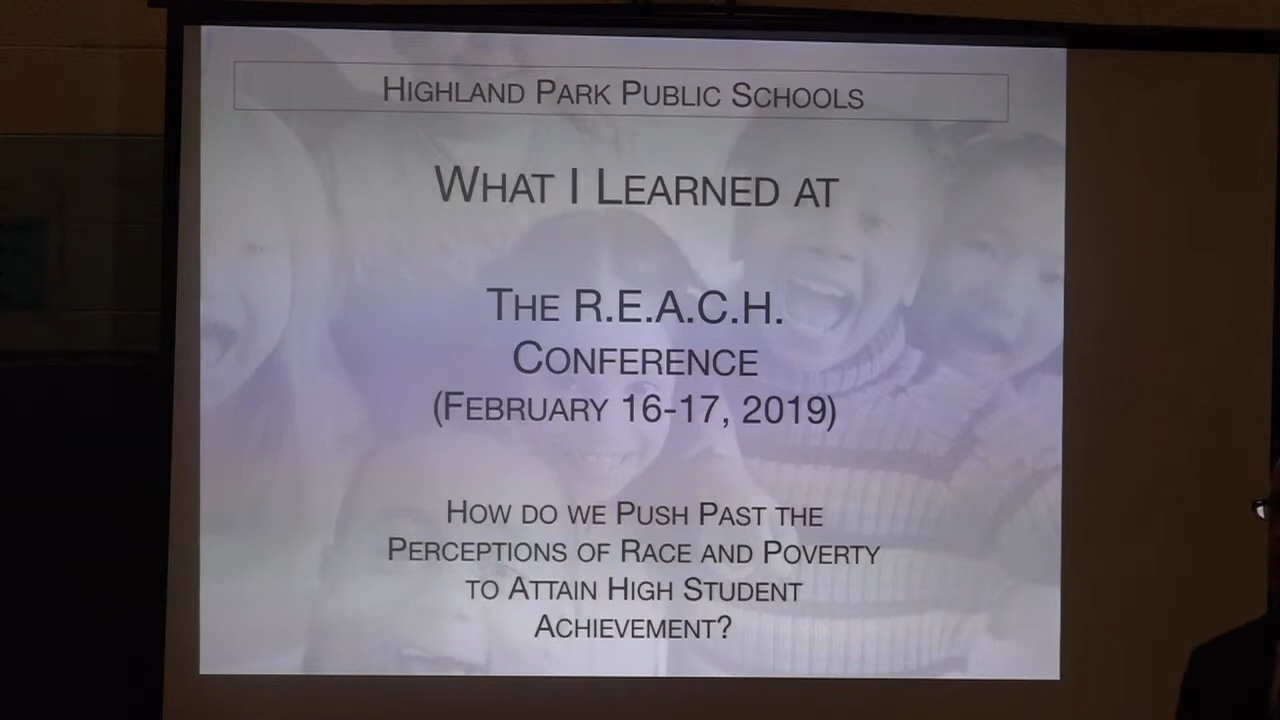 HIGHLAND PARK PUBLIC SCHOOLS
WHAT I LEARNED AT
THE R.E.A.C.H.
CONFERENCE
(FEBRUARY 16-17, 2019)
HOW DO WE PUSH PAST THE
PERCEPTIONS OF RACE AND POVERTY
TO ATTAIN HIGH STUDENT
ACHIEVEMENT?